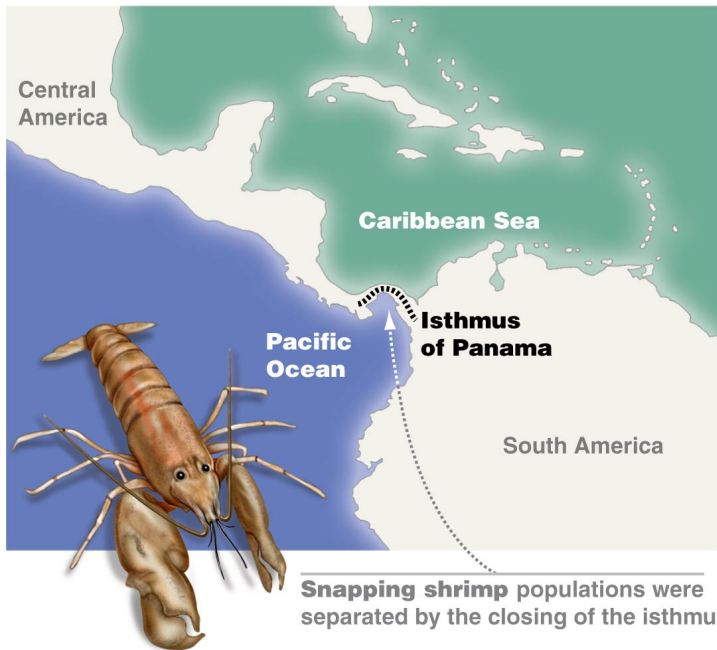 Central
America
Caribbean Sea
Isthmus
of Panama
Pacific
Ocean
South America
Snapping shrimp populations were
separated by the closing of the isthmu